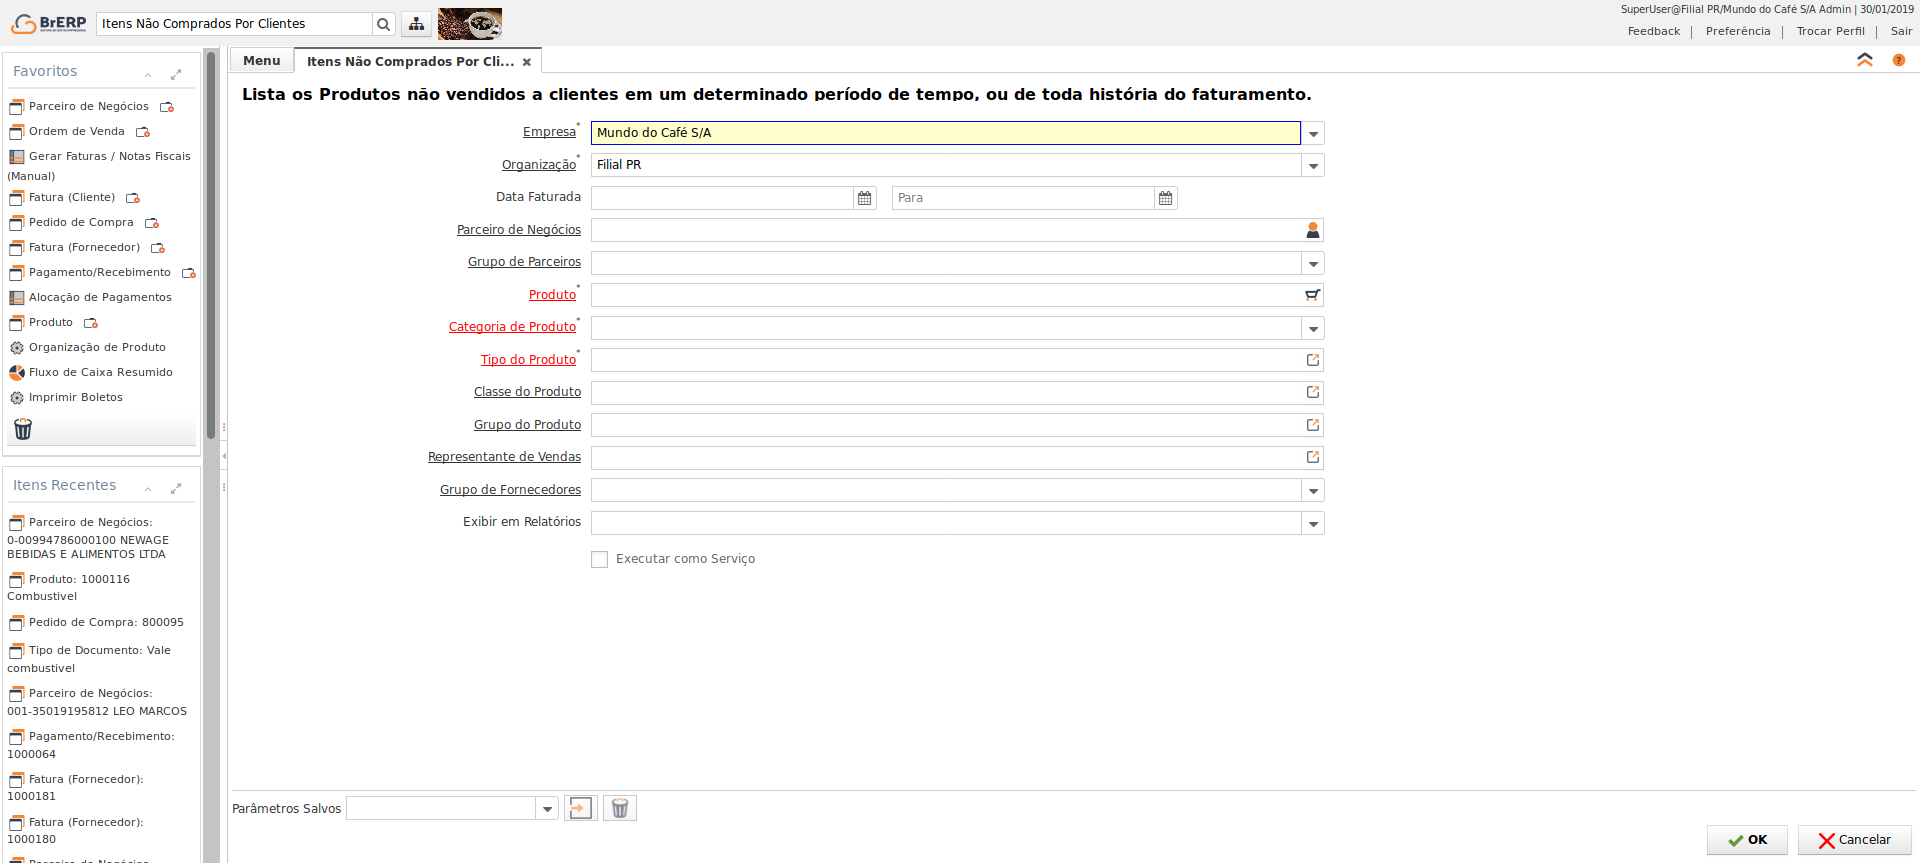 BrERP
Itens Não Comprados Por Clientes
SuperUser@Filial PR/Mundo do Café S/A Admin | 30/01/2019
Feedback | Preferência | Trocar Perfil | Sair
Favoritos
Parceiro de Negócios
Ordem de Venda
Gerar Faturas / Notas Fiscais
(Manual)
Fatura (Cliente)
Pedido de Compra
Fatura (Fornecedor)
Pagamento/Recebimento
Alocação de Pagamentos
Produto
Organização de Produto
Fluxo de Caixa Resumido
Imprimir Boletos
Itens Recentes
Parceiro de Negócios:
0-00994786000100 NEWAGE
BEBIDAS E ALIMENTOS LTDA
Produto: 1000116
Combustivel
Pedido de Compra: 800095
Tipo de Documento: Vale
combustivel
Parceiro de Negócios:
001-35019195812 LEO MARCOS
Pagamento/Recebimento:
1000064
Fatura (Fornecedor):
1000181
Fatura (Fornecedor):
1000180
Parceiro de Negócios
Menu
Itens Não Comprados Por Cli...
Lista os Produtos não vendidos a clientes em um determinado período de tempo, ou de toda história do faturamento.
Empresa* Mundo do Café S/A
Organização* Filial PR
Data Faturada Para
Parceiro de Negócios
Grupo de Parceiros
Produto*
Categoria de Produto*
Tipo do Produto*
Classe do Produto
Grupo do Produto
Representante de Vendas
Grupo de Fornecedores
Exibir em Relatórios
Executar como Serviço
Parâmetros Salvos
OK
Cancelar